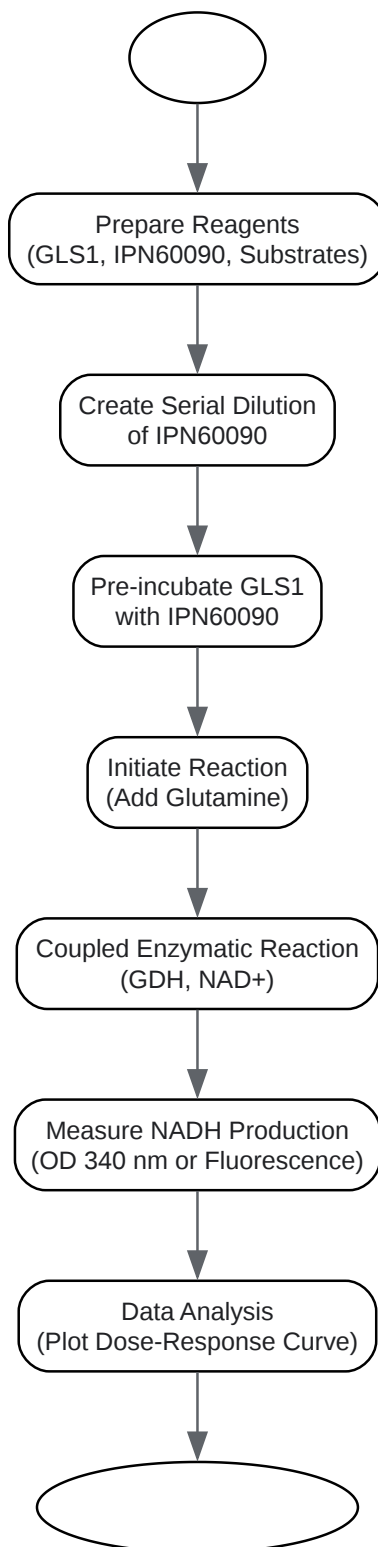 Prepare Reagents
(GLS1, IPN60090, Substrates)
Create Serial Dilution
of IPN60090
Pre-incubate GLS1
with IPN60090
Initiate Reaction
(Add Glutamine)
Coupled Enzymatic Reaction
(GDH, NAD+)
Measure NADH Production
(OD 340 nm or Fluorescence)
Data Analysis
(Plot Dose-Response Curve)